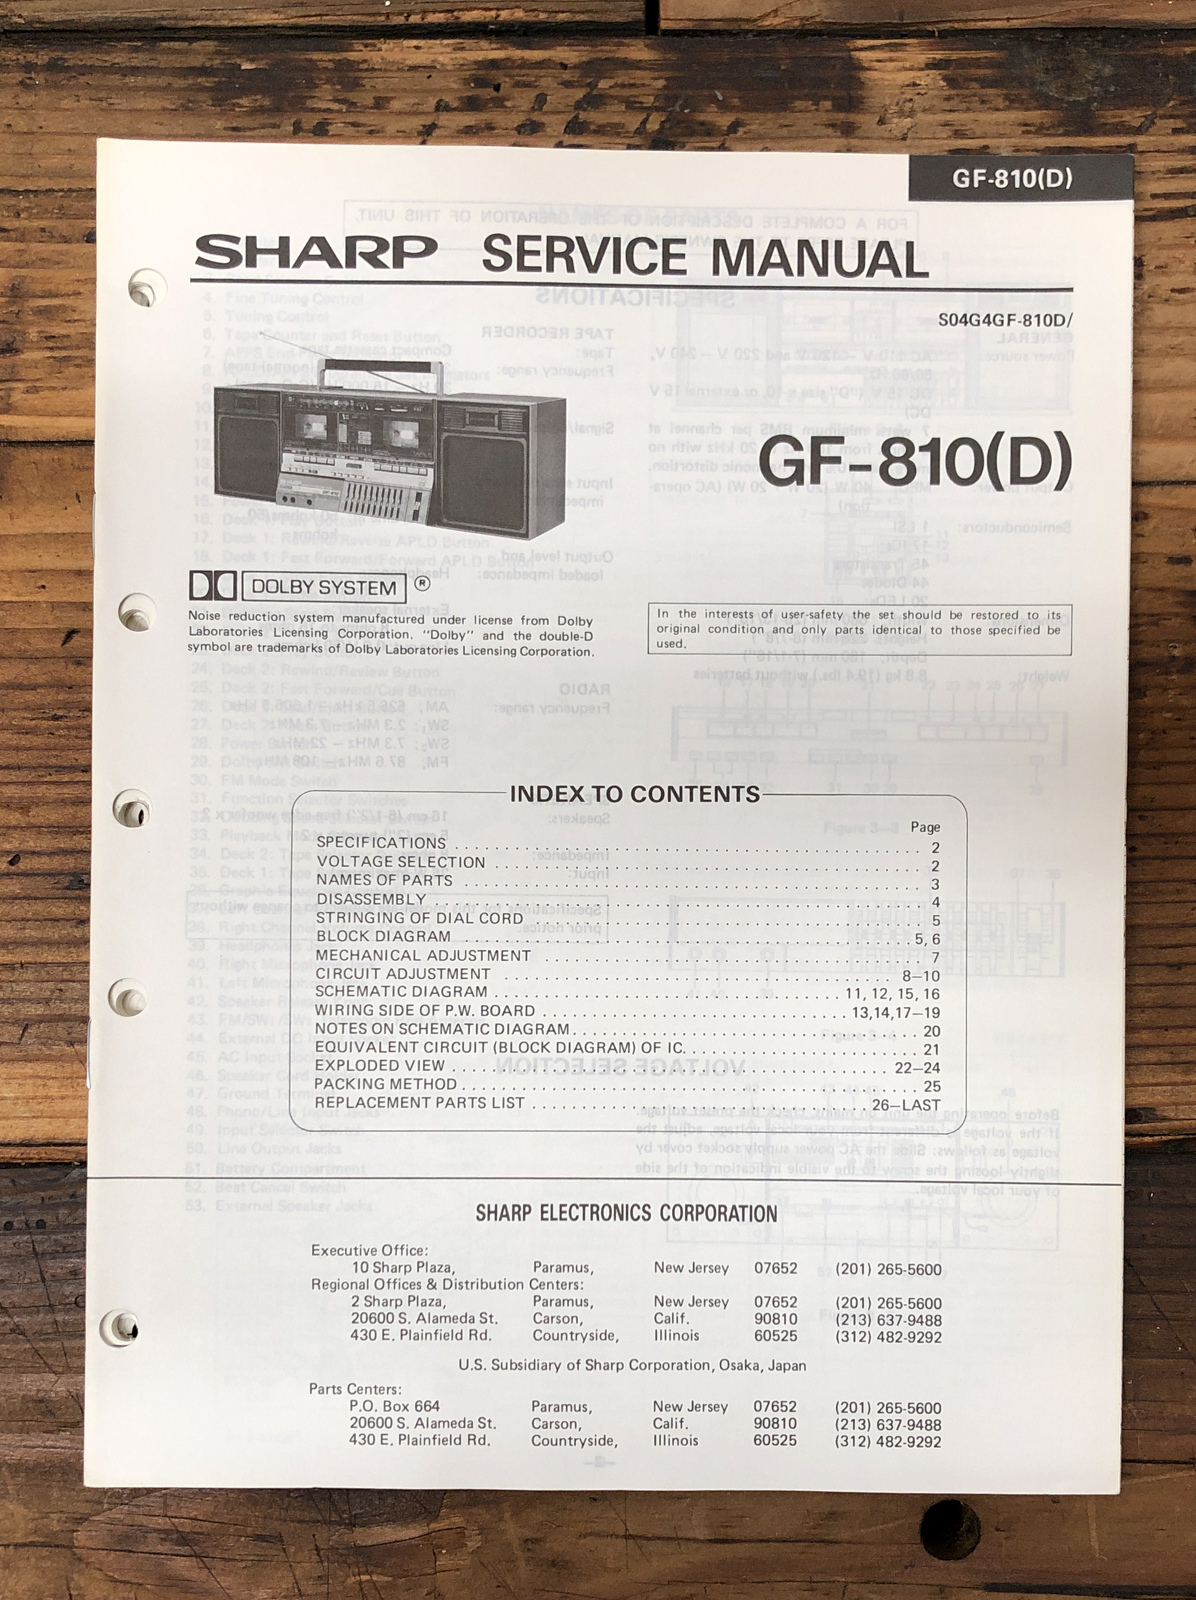 GF-810(D)
SHARP SERVICE MANUAL
S04G4GF-810D/
GF-810(D)
DOLBY SYSTEM ®
Noise reduction system manufactured under license from Dolby
Laboratories Licensing Corporation. "Dolby" and the double-D
symbol are trademarks of Dolby Laboratories Licensing Corporation.
In the interests of user-safety the set should be restored to its
original condition and only parts identical to those specified be
used.
INDEX TO CONTENTS
Page
SPECIFICATIONS . . . . . . . . . . 2
VOLTAGE SELECTION . . . . . . . . . . 2
NAMES OF PARTS . . . . . . . . . . 3
DISASSEMBLY . . . . . . . . . . 4
STRINGING OF DIAL CORD . . . . . . . . . . 5
BLOCK DIAGRAM . . . . . . . . . . 5, 6
MECHANICAL ADJUSTMENT . . . . . . . . . . 7
CIRCUIT ADJUSTMENT . . . . . . . . . . 8–10
SCHEMATIC DIAGRAM . . . . . . . . . . 11, 12, 15, 16
WIRING SIDE OF P.W. BOARD . . . . . . . . . . 13,14,17–19
NOTES ON SCHEMATIC DIAGRAM . . . . . . . . . . 20
EQUIVALENT CIRCUIT (BLOCK DIAGRAM) OF IC. . . . . . . . . . . 21
EXPLODED VIEW . . . . . . . . . . 22–24
PACKING METHOD . . . . . . . . . . 25
REPLACEMENT PARTS LIST . . . . . . . . . . 26–LAST
SHARP ELECTRONICS CORPORATION
Executive Office:
10 Sharp Plaza, Paramus, New Jersey 07652 (201) 265-5600
Regional Offices & Distribution Centers:
2 Sharp Plaza, Paramus, New Jersey 07652 (201) 265-5600
20600 S. Alameda St. Carson, Calif. 90810 (213) 637-9488
430 E. Plainfield Rd. Countryside, Illinois 60525 (312) 482-9292
U.S. Subsidiary of Sharp Corporation, Osaka, Japan
Parts Centers:
P.O. Box 664 Paramus, New Jersey 07652 (201) 265-5600
20600 S. Alameda St. Carson, Calif. 90810 (213) 637-9488
430 E. Plainfield Rd. Countryside, Illinois 60525 (312) 482-9292